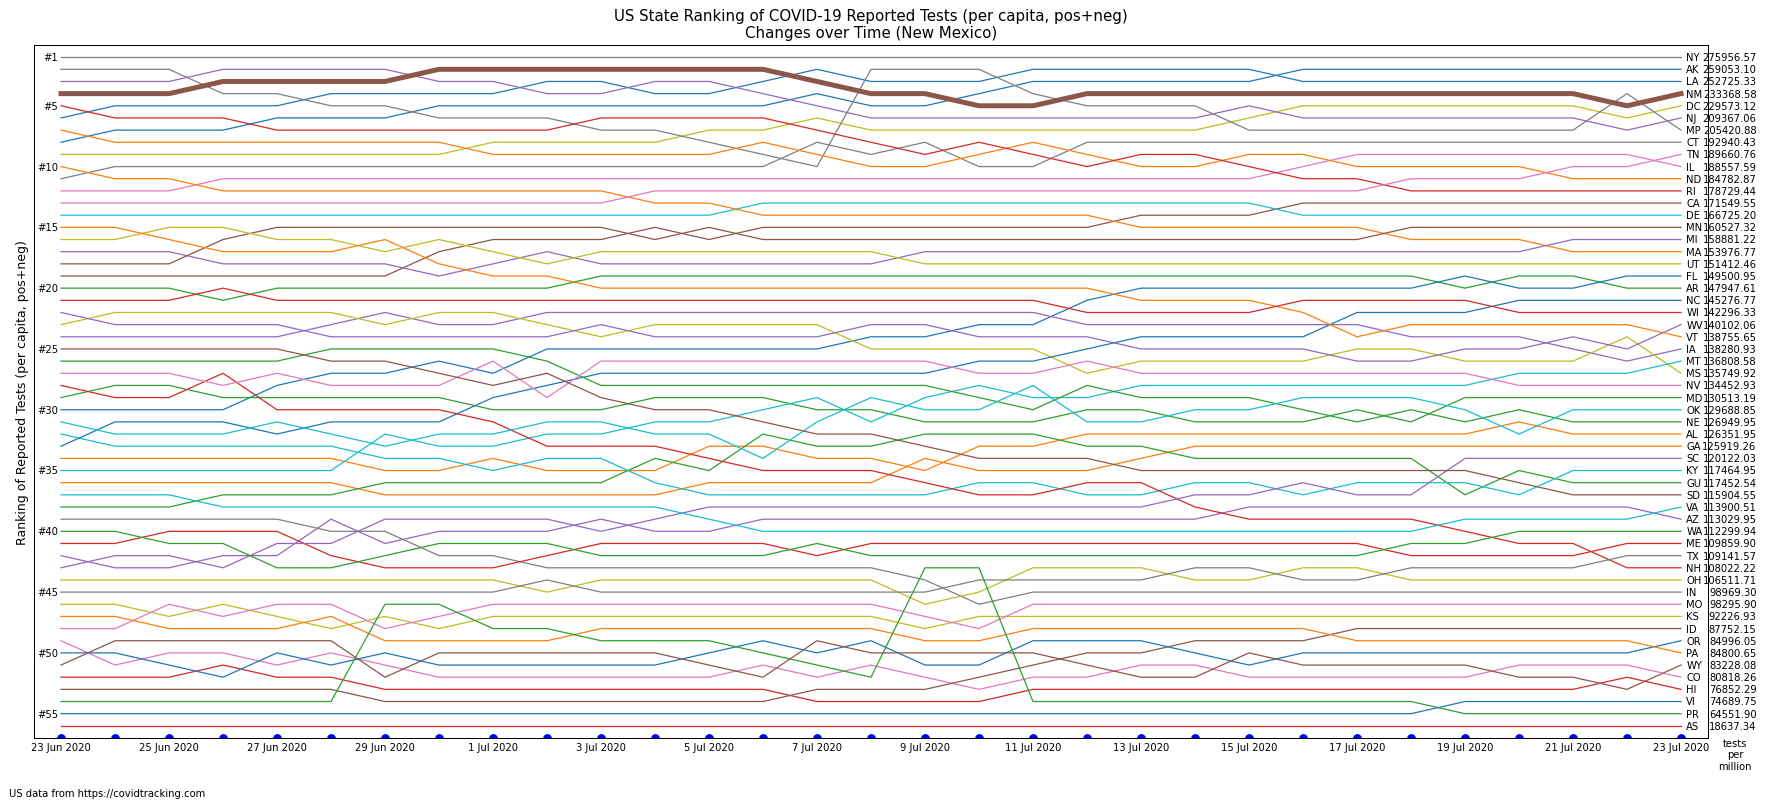 US State Ranking of COVID-19 Reported Tests (per capita, pos+neg)
Changes over Time (New Mexico)
Ranking of Reported Tests (per capita, pos+neg)
#1
#5
#10
#15
#20
#25
#30
#35
#40
#45
#50
#55
NY 275956.57
AK 259053.10
LA 252725.33
NM 233368.58
DC 229573.12
NJ 209367.06
MP 205420.88
CT 192940.43
TN 189660.76
IL 188557.59
ND 184782.87
RI 178729.44
CA 171549.55
DE 166725.20
MN 160527.32
MI 158881.22
MA 153976.77
UT 151412.46
FL 149500.95
AR 147947.61
NC 145276.77
WI 142296.33
WV 140102.06
VT 138755.65
IA 138280.93
MT 136808.58
MS 135749.92
NV 134452.93
MD 130513.19
OK 129688.85
NE 126949.95
AL 126351.95
GA 125919.26
SC 120122.03
KY 117464.95
GU 117452.54
SD 115904.55
VA 113900.51
AZ 113029.95
WA 112299.94
ME 109859.90
TX 109141.57
NH 108022.22
OH 106511.71
IN 98969.30
MO 98295.90
KS 92226.93
ID 87752.15
OR 84996.05
PA 84800.65
WY 83228.08
CO 80818.26
HI 76852.29
VI 74689.75
PR 64551.90
AS 18637.34
23 Jun 2020 25 Jun 2020 27 Jun 2020 29 Jun 2020 1 Jul 2020 3 Jul 2020 5 Jul 2020 7 Jul 2020 9 Jul 2020 11 Jul 2020 13 Jul 2020 15 Jul 2020 17 Jul 2020 19 Jul 2020 21 Jul 2020 23 Jul 2020
tests
per
million
US data from https://covidtracking.com